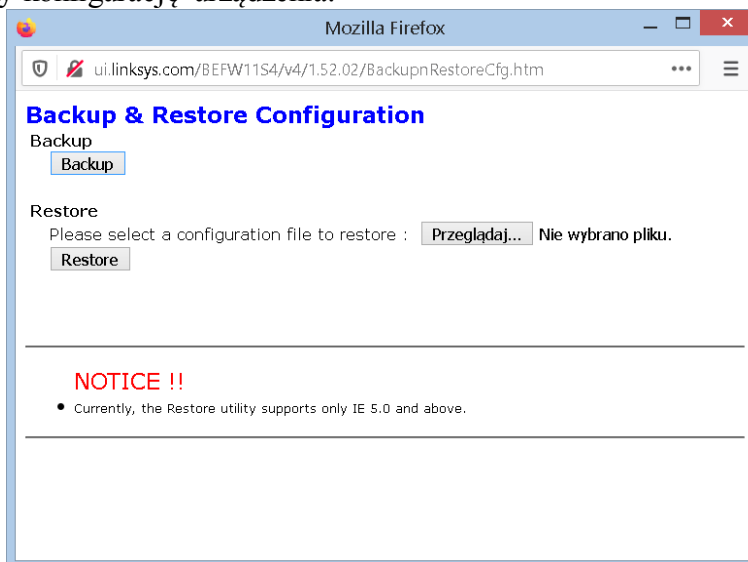 konfigurację urządzenia.
Mozilla Firefox
ui.linksys.com/BEFW11S4/v4/1.52.02/BackupnRestoreCfg.htm
Backup & Restore Configuration
Backup
Backup
Restore
Please select a configuration file to restore : Przeglądaj... Nie wybrano pliku.
Restore
NOTICE !!
• Currently, the Restore utility supports only IE 5.0 and above.